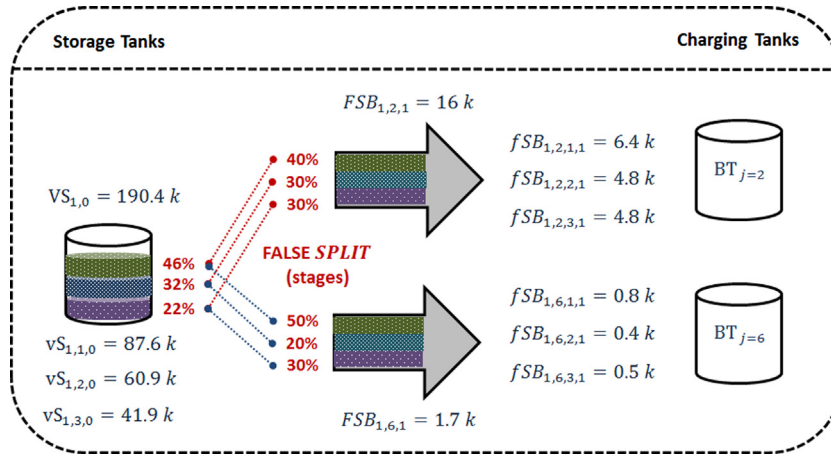 Storage Tanks
Charging Tanks
FSB1,2,1 = 16 k
VS1,0 = 190.4 k
46%
32%
22%
vS1,1,0 = 87.6 k
vS1,2,0 = 60.9 k
vS1,3,0 = 41.9 k
40%
30%
30%
FALSE SPLIT
(stages)
50%
20%
30%
fSB1,2,1,1 = 6.4 k
fSB1,2,2,1 = 4.8 k
fSB1,2,3,1 = 4.8 k
BT j=2
fSB1,6,1,1 = 0.8 k
fSB1,6,2,1 = 0.4 k
fSB1,6,3,1 = 0.5 k
BT j=6
FSB1,6,1 = 1.7 k